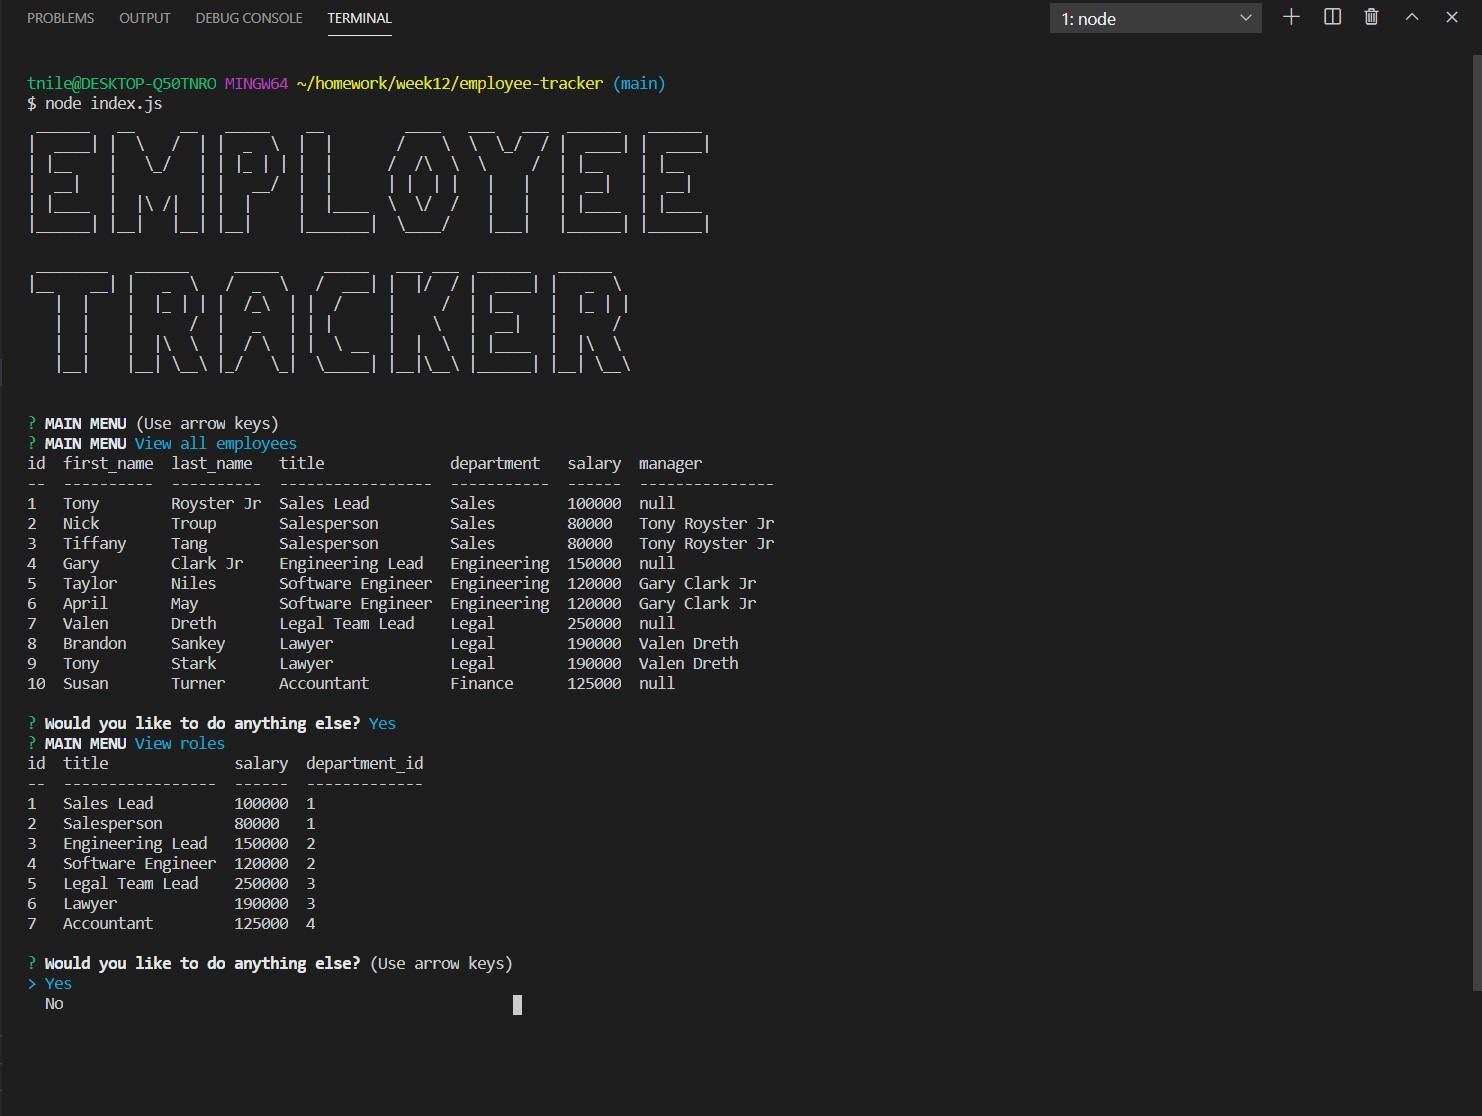 PROBLEMS OUTPUT DEBUG CONSOLE TERMINAL 1: node
tnile@DESKTOP-Q50TNRO MINGW64 ~/homework/week12/employee-tracker (main)
$ node index.js
EMPLOYEE
TRACKER
? MAIN MENU (Use arrow keys)
? MAIN MENU View all employees
id  first_name  last_name   title              department   salary  manager
--  ----------  ----------  -----------------  -----------  ------  ---------------
1   Tony        Royster Jr  Sales Lead         Sales        100000  null
2   Nick        Troup       Salesperson        Sales        80000   Tony Royster Jr
3   Tiffany     Tang        Salesperson        Sales        80000   Tony Royster Jr
4   Gary        Clark Jr    Engineering Lead   Engineering  150000  null
5   Taylor      Niles       Software Engineer  Engineering  120000  Gary Clark Jr
6   April       May         Software Engineer  Engineering  120000  Gary Clark Jr
7   Valen       Dreth       Legal Team Lead    Legal        250000  null
8   Brandon     Sankey      Lawyer             Legal        190000  Valen Dreth
9   Tony        Stark       Lawyer             Legal        190000  Valen Dreth
10  Susan       Turner      Accountant         Finance      125000  null
? Would you like to do anything else? Yes
? MAIN MENU View roles
id  title              salary  department_id
--  -----------------  ------  -------------
1   Sales Lead         100000  1
2   Salesperson        80000   1
3   Engineering Lead   150000  2
4   Software Engineer  120000  2
5   Legal Team Lead    250000  3
6   Lawyer             190000  3
7   Accountant         125000  4
? Would you like to do anything else? (Use arrow keys)
> Yes
No